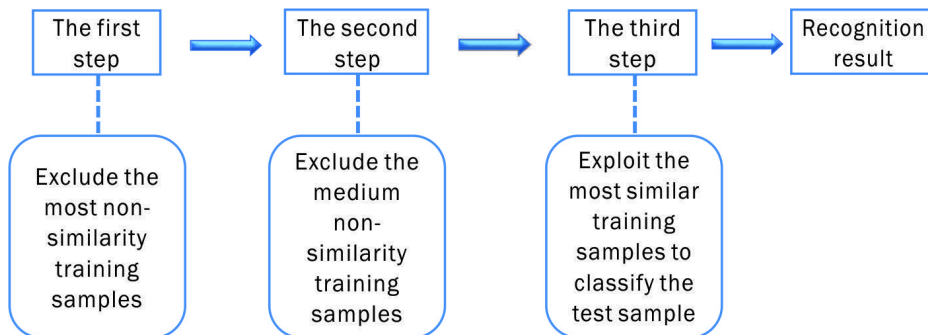 The first
step
The second
step
The third
step
Recognition
result
Exclude the
most non-
similarity
training
samples
Exclude the
medium
non-
similarity
training
samples
Exploit the
most similar
training
samples to
classify the
test sample